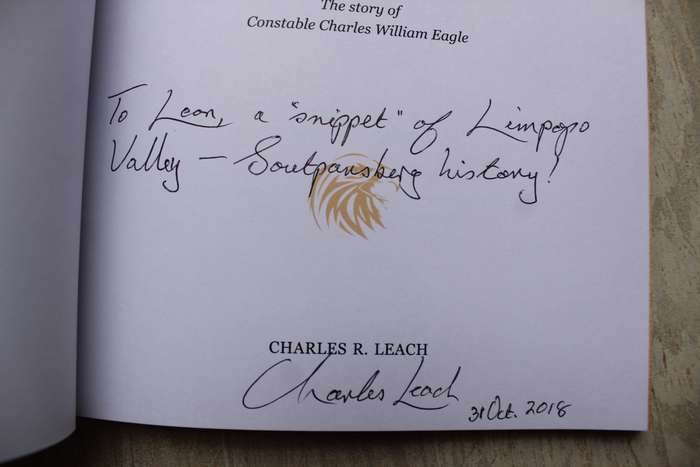 The story of
Constable Charles William Eagle
To Leon, a "snippet" of Limpopo
Valley — Soutpansberg history!
CHARLES R. LEACH
Charles Leach
31 Oct. 2018